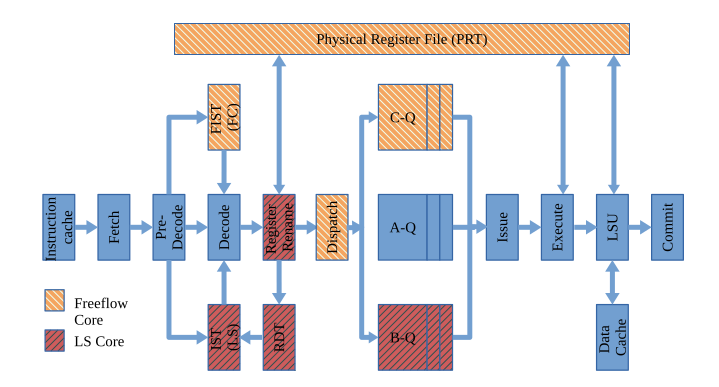 Physical Register File (PRT)
FIST
(FC)
C-Q
Instruction
cache
Fetch
Pre-
Decode
Decode
Register
Rename
Dispatch
A-Q
Issue
Execute
LSU
Commit
Freeflow
Core
LS Core
IST
(LS)
RDT
B-Q
Data
Cache